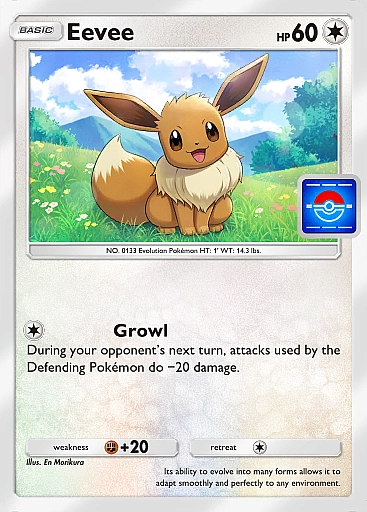 BASIC Eevee HP 60
NO. 0133 Evolution Pokémon HT: 1' WT: 14.3 lbs.
Growl
During your opponent's next turn, attacks used by the
Defending Pokémon do −20 damage.
weakness +20 retreat
Illus. En Morikura
Its ability to evolve into many forms allows it to
adapt smoothly and perfectly to any environment.